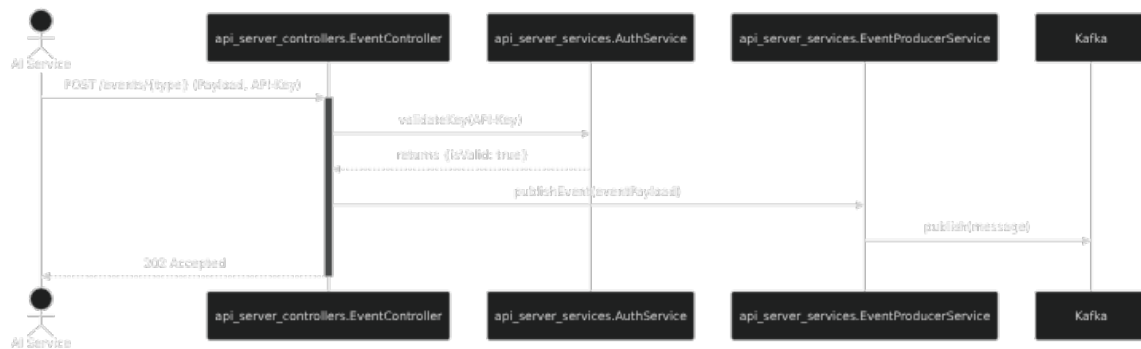 api_server_controllers.EventController
api_server_services.AuthService
api_server_services.EventProducerService
Kafka
AI Service
POST /events/{type} (Payload, API-Key)
validateKey(API-Key)
returns {isValid: true}
publishEvent(eventPayload)
publish(message)
202 Accepted
api_server_controllers.EventController
api_server_services.AuthService
api_server_services.EventProducerService
Kafka
AI Service